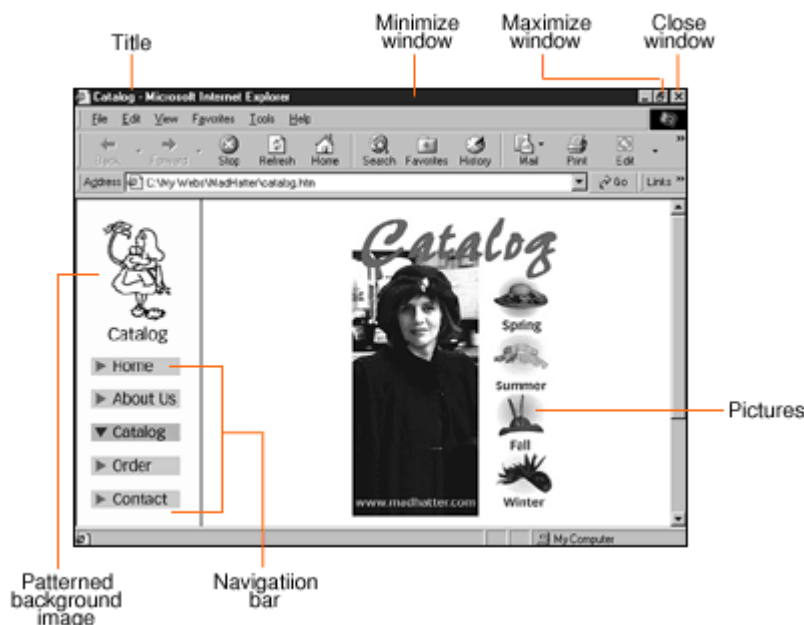 Title
Minimize
window
Maximize
window
Close
window
Catalog - Microsoft Internet Explorer
File Edit View Favorites Tools Help
Back Forward Stop Refresh Home Search Favorites History Mail Print Edit »
Address C:\My Webs\MadHatter\catalog.htm Go Links »
Catalog
Catalog
Home
About Us
Catalog
Order
Contact
Spring
Summer
Fall
Winter
www.madhatter.com
Pictures
My Computer
Patterned
background
image
Navigatiion
bar